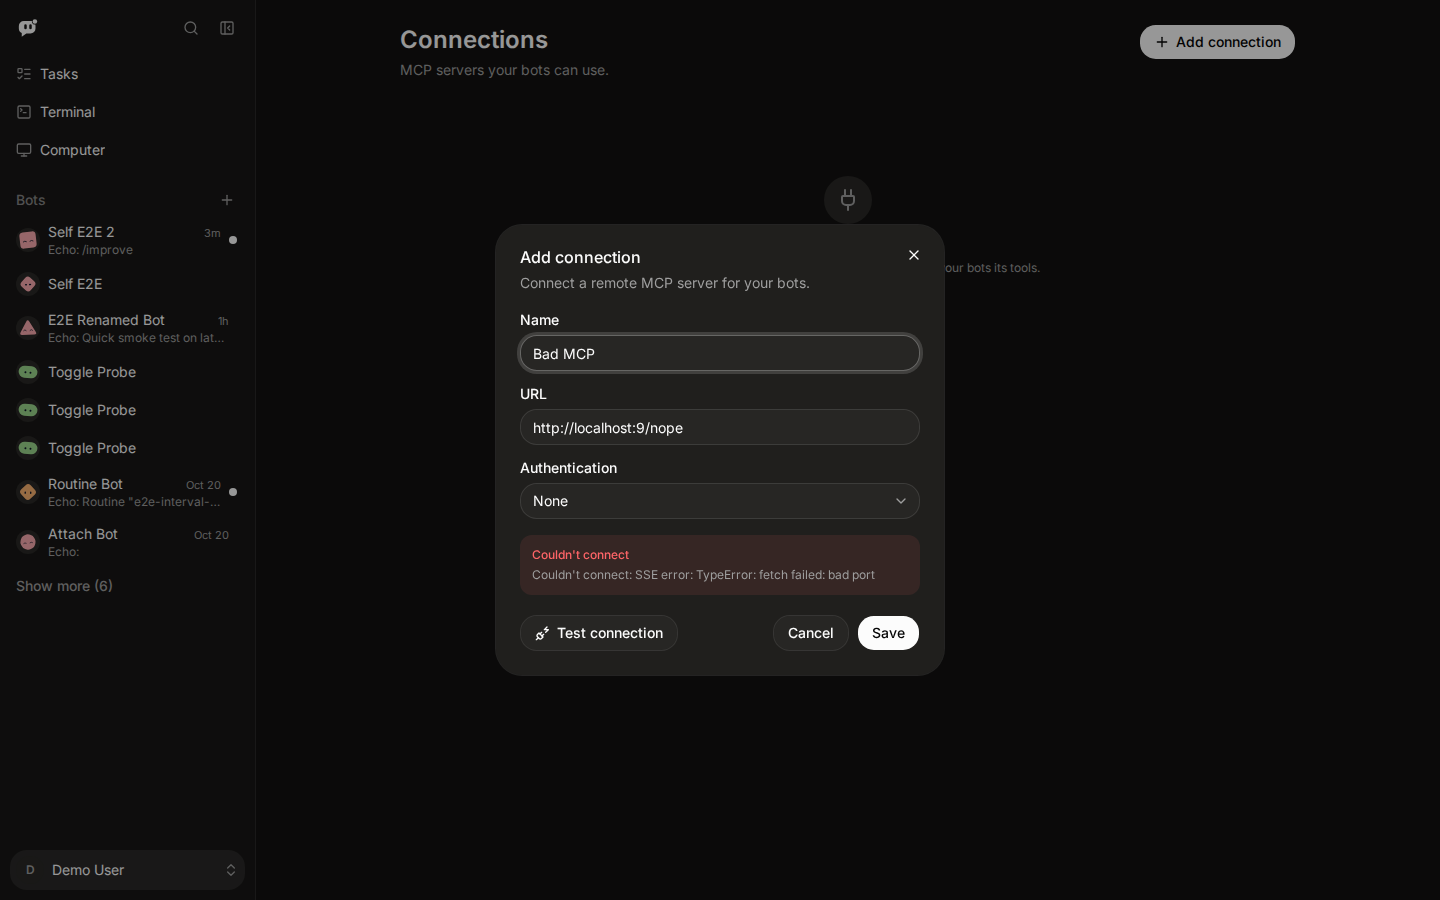 Tasks
Terminal
Computer
Bots
Self E2E 2 3m
Echo: /improve
Self E2E
E2E Renamed Bot 1h
Echo: Quick smoke test on lat...
Toggle Probe
Toggle Probe
Toggle Probe
Routine Bot Oct 20
Echo: Routine "e2e-interval-...
Attach Bot Oct 20
Echo:
Show more (6)
D Demo User
Connections
MCP servers your bots can use.
Add connection
our bots its tools.
Add connection
Connect a remote MCP server for your bots.
Name
Bad MCP
URL
http://localhost:9/nope
Authentication
None
Couldn't connect
Couldn't connect: SSE error: TypeError: fetch failed: bad port
Test connection Cancel Save